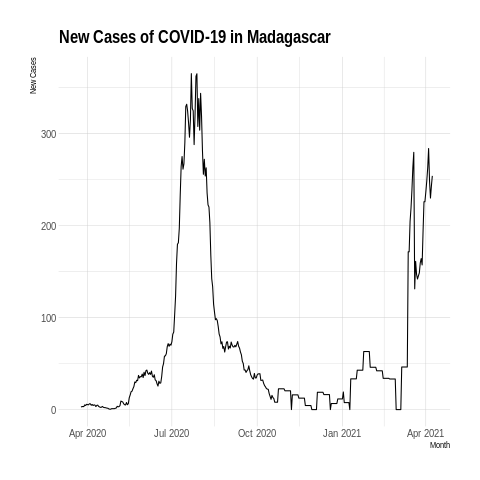 New Cases of COVID-19 in Madagascar
New Cases
300
200
100
0
Apr 2020 Jul 2020 Oct 2020 Jan 2021 Apr 2021
Month